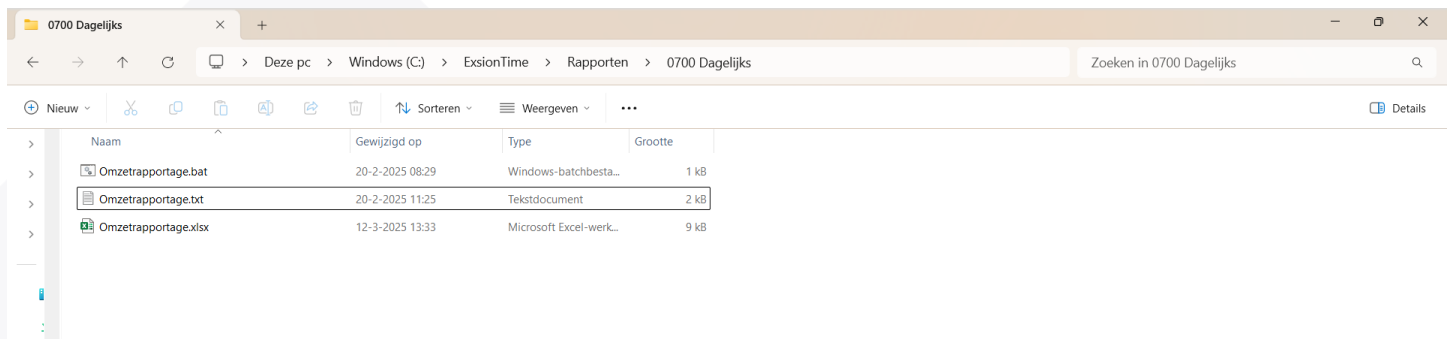 0700 Dagelijks
Deze pc > Windows (C:) > ExsionTime > Rapporten > 0700 Dagelijks
Zoeken in 0700 Dagelijks
Nieuw Sorteren Weergeven ... Details
Naam Gewijzigd op Type Grootte
Omzetrapportage.bat 20-2-2025 08:29 Windows-batchbesta... 1 kB
Omzetrapportage.txt 20-2-2025 11:25 Tekstdocument 2 kB
Omzetrapportage.xlsx 12-3-2025 13:33 Microsoft Excel-werk... 9 kB